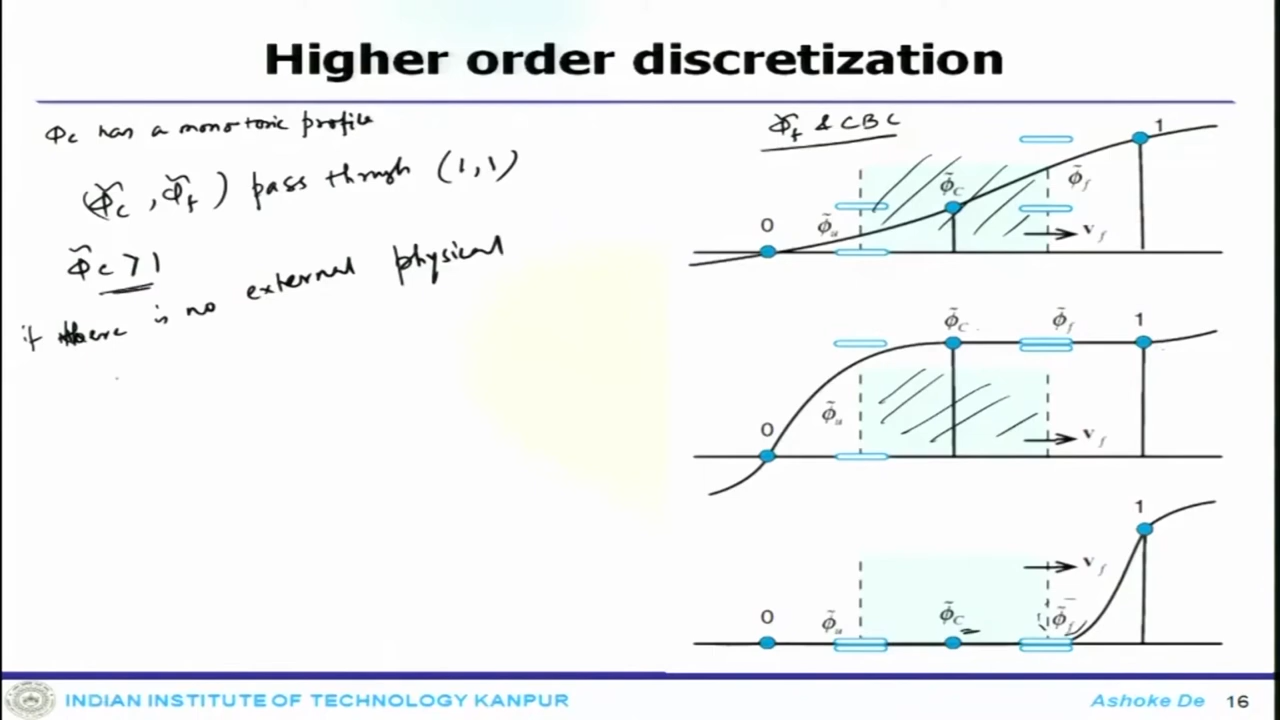 Higher order discretization
Φc has a monotonic profile
(Φ̃c, Φ̃f) pass through (1,1)
Φ̃c > 1
if there is no external physical
Φ̃f & CBC
1
φ̃C
φ̃f
0
φ̃u
vf
φ̃C
φ̃f
1
φ̃u
0
vf
1
vf
0
φ̃u
φ̃C
φ̃f
INDIAN INSTITUTE OF TECHNOLOGY KANPUR
Ashoke De 16